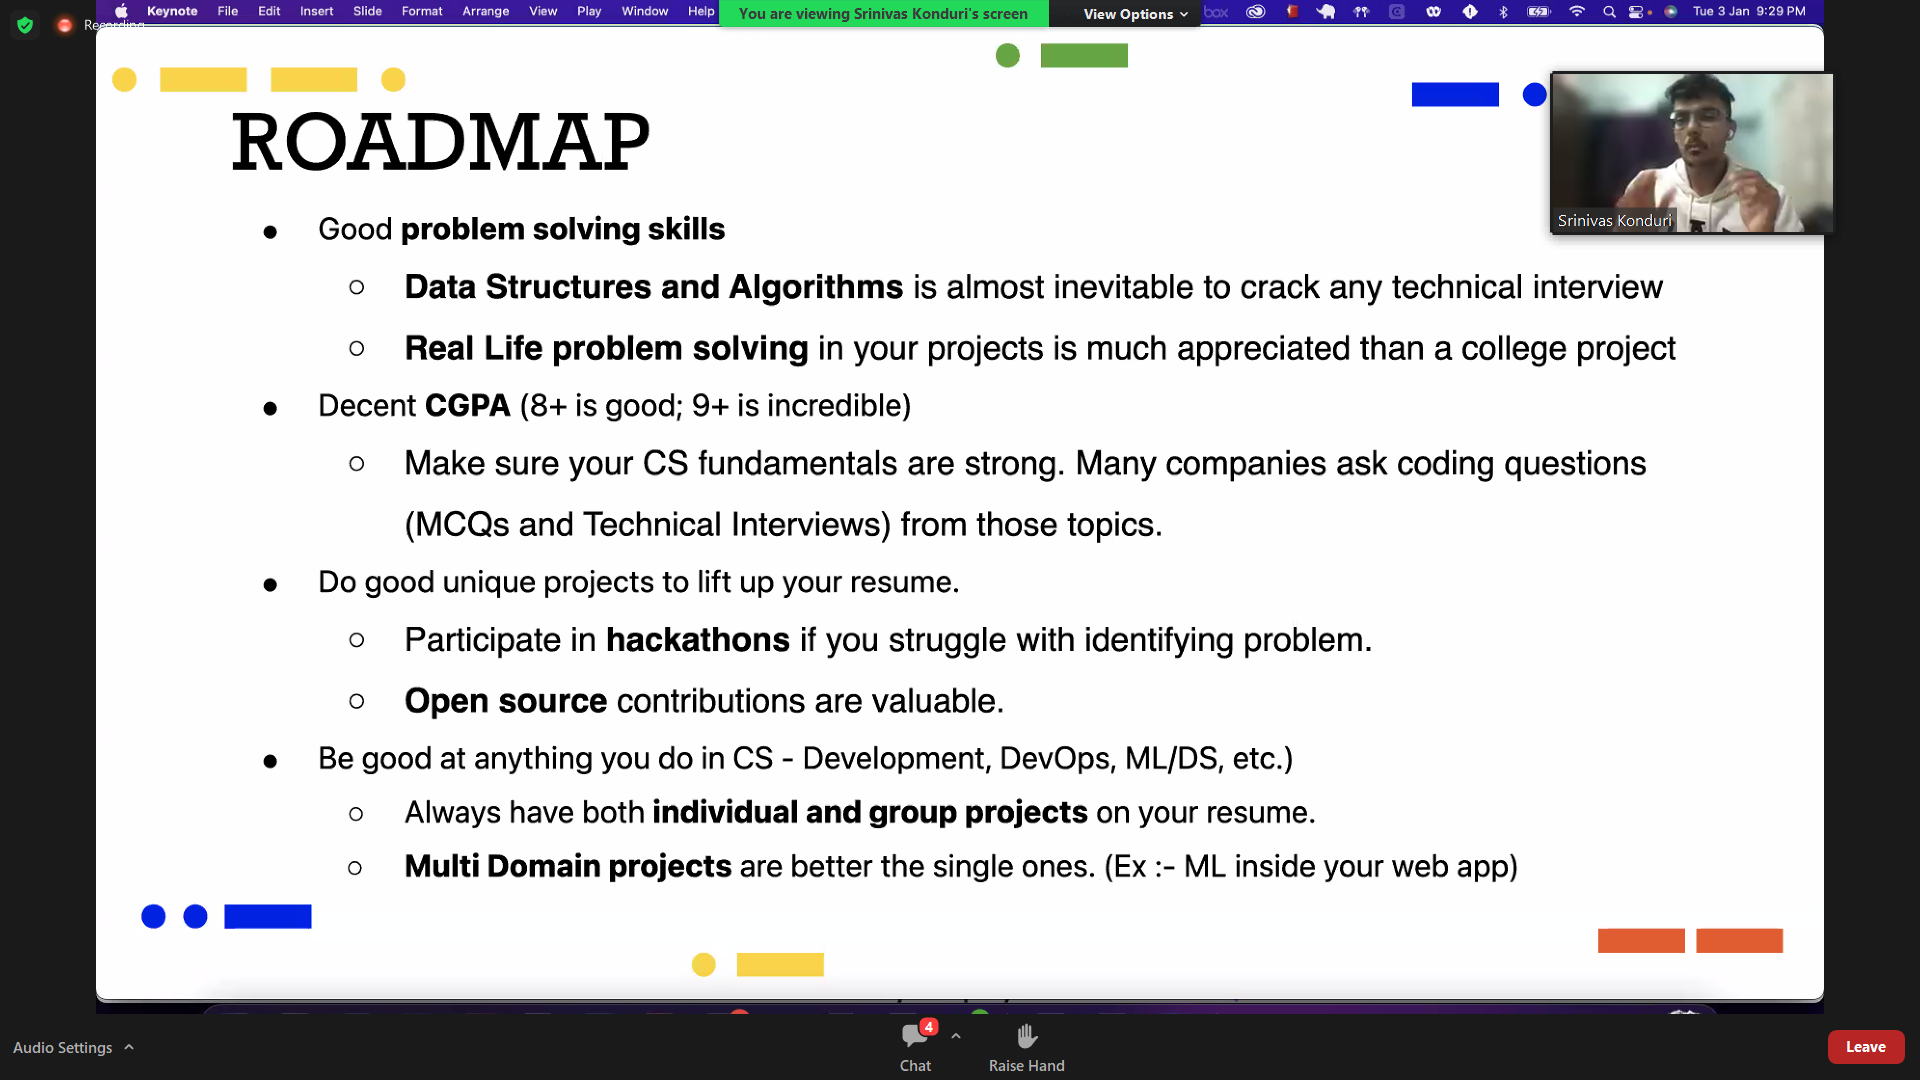 Keynote File Edit Insert Slide Format Arrange View Play Window Help
You are viewing Srinivas Konduri's screen
View Options
box
Tue 3 Jan 9:29 PM
Recording
ROADMAP
Srinivas Konduri
● Good problem solving skills
○ Data Structures and Algorithms is almost inevitable to crack any technical interview
○ Real Life problem solving in your projects is much appreciated than a college project
● Decent CGPA (8+ is good; 9+ is incredible)
○ Make sure your CS fundamentals are strong. Many companies ask coding questions
(MCQs and Technical Interviews) from those topics.
● Do good unique projects to lift up your resume.
○ Participate in hackathons if you struggle with identifying problem.
○ Open source contributions are valuable.
● Be good at anything you do in CS - Development, DevOps, ML/DS, etc.)
○ Always have both individual and group projects on your resume.
○ Multi Domain projects are better the single ones. (Ex :- ML inside your web app)
Audio Settings
4
Chat
Raise Hand
Leave